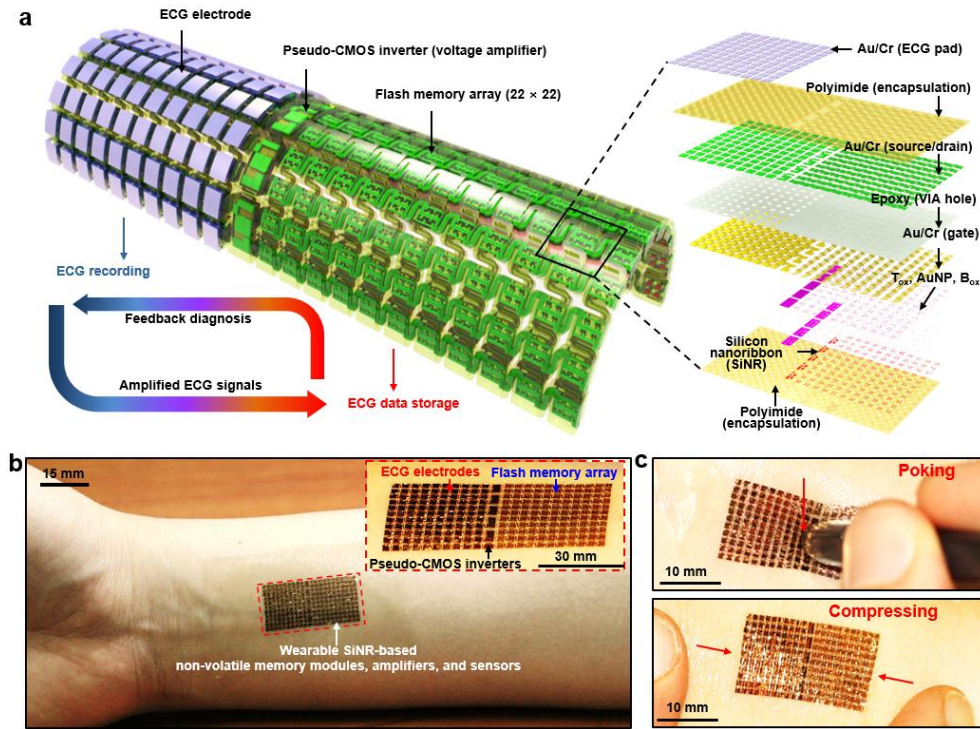 a
ECG electrode
Pseudo-CMOS inverter (voltage amplifier)
Flash memory array (22 × 22)
ECG recording
Feedback diagnosis
Amplified ECG signals
ECG data storage
Au/Cr (ECG pad)
Polyimide (encapsulation)
Au/Cr (source/drain)
Epoxy (VIA hole)
Au/Cr (gate)
Tox, AuNP, Box
Silicon
nanoribbon
(SiNR)
Polyimide
(encapsulation)
b
15 mm
ECG electrodes
Flash memory array
Pseudo-CMOS inverters
30 mm
Wearable SiNR-based
non-volatile memory modules, amplifiers, and sensors
c
Poking
10 mm
Compressing
10 mm